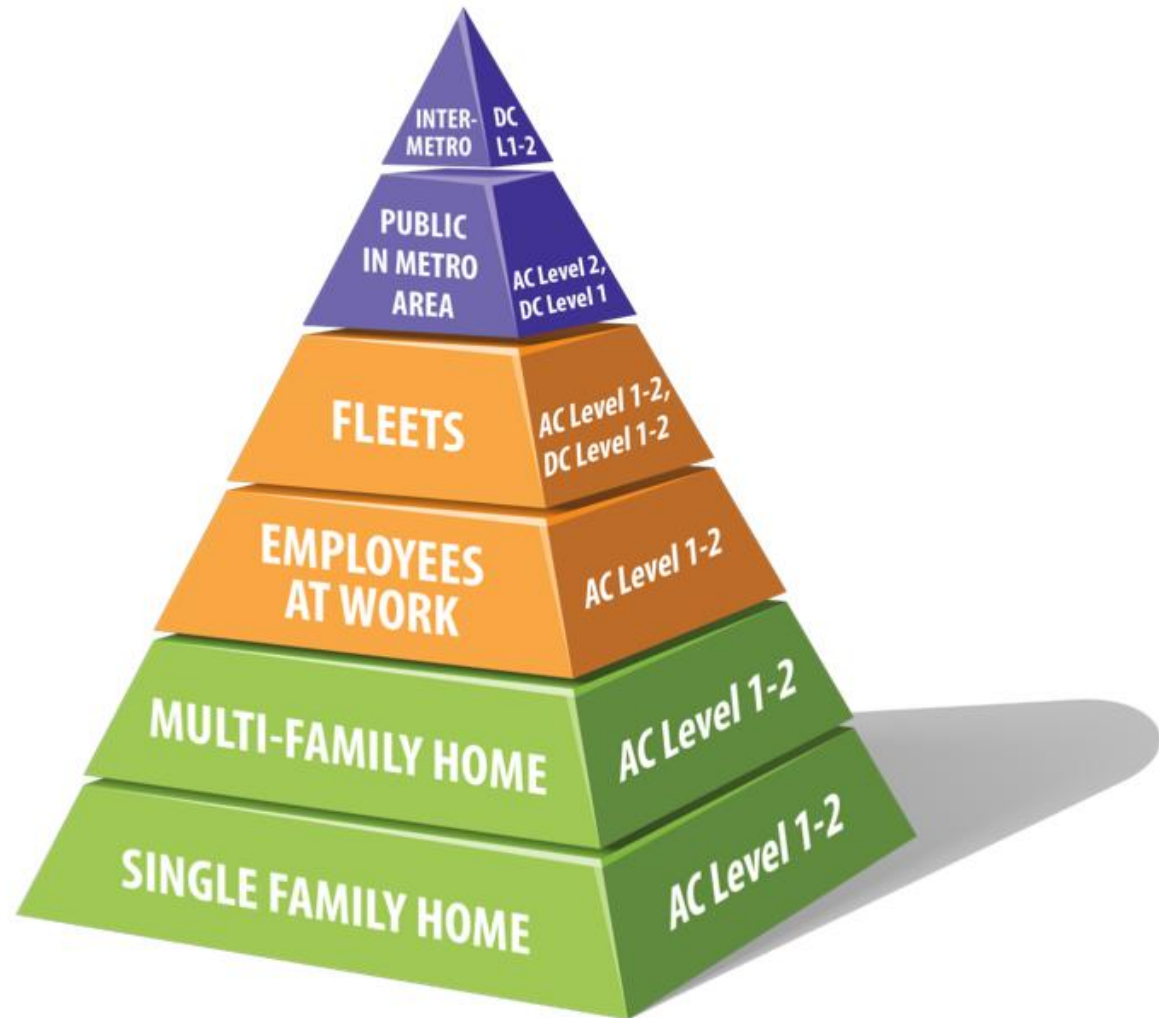 INTER-
METRO
DC
L1-2
PUBLIC
IN METRO
AREA
AC Level 2,
DC Level 1
FLEETS
AC Level 1-2,
DC Level 1-2
EMPLOYEES
AT WORK
AC Level 1-2
MULTI-FAMILY HOME
AC Level 1-2
SINGLE FAMILY HOME
AC Level 1-2